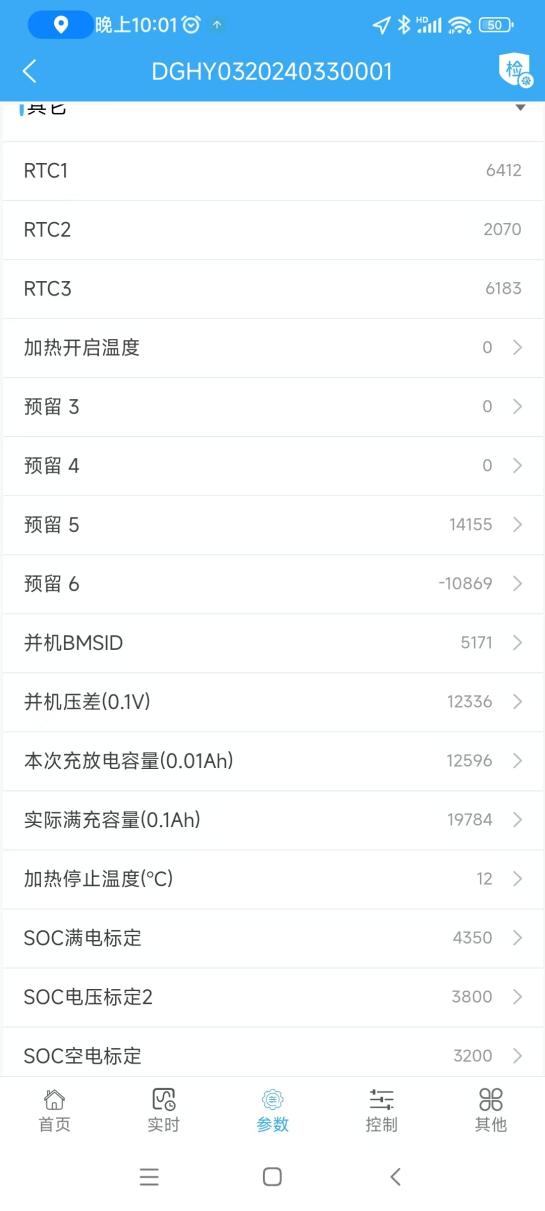 晚上10:01
HD
50
DGHY0320240330001
检
其它
RTC1 6412
RTC2 2070
RTC3 6183
加热开启温度 0
预留 3 0
预留 4 0
预留 5 14155
预留 6 -10869
并机BMSID 5171
并机压差(0.1V) 12336
本次充放电容量(0.01Ah) 12596
实际满充容量(0.1Ah) 19784
加热停止温度(°C) 12
SOC满电标定 4350
SOC电压标定2 3800
SOC空电标定 3200
首页 实时 参数 控制 其他